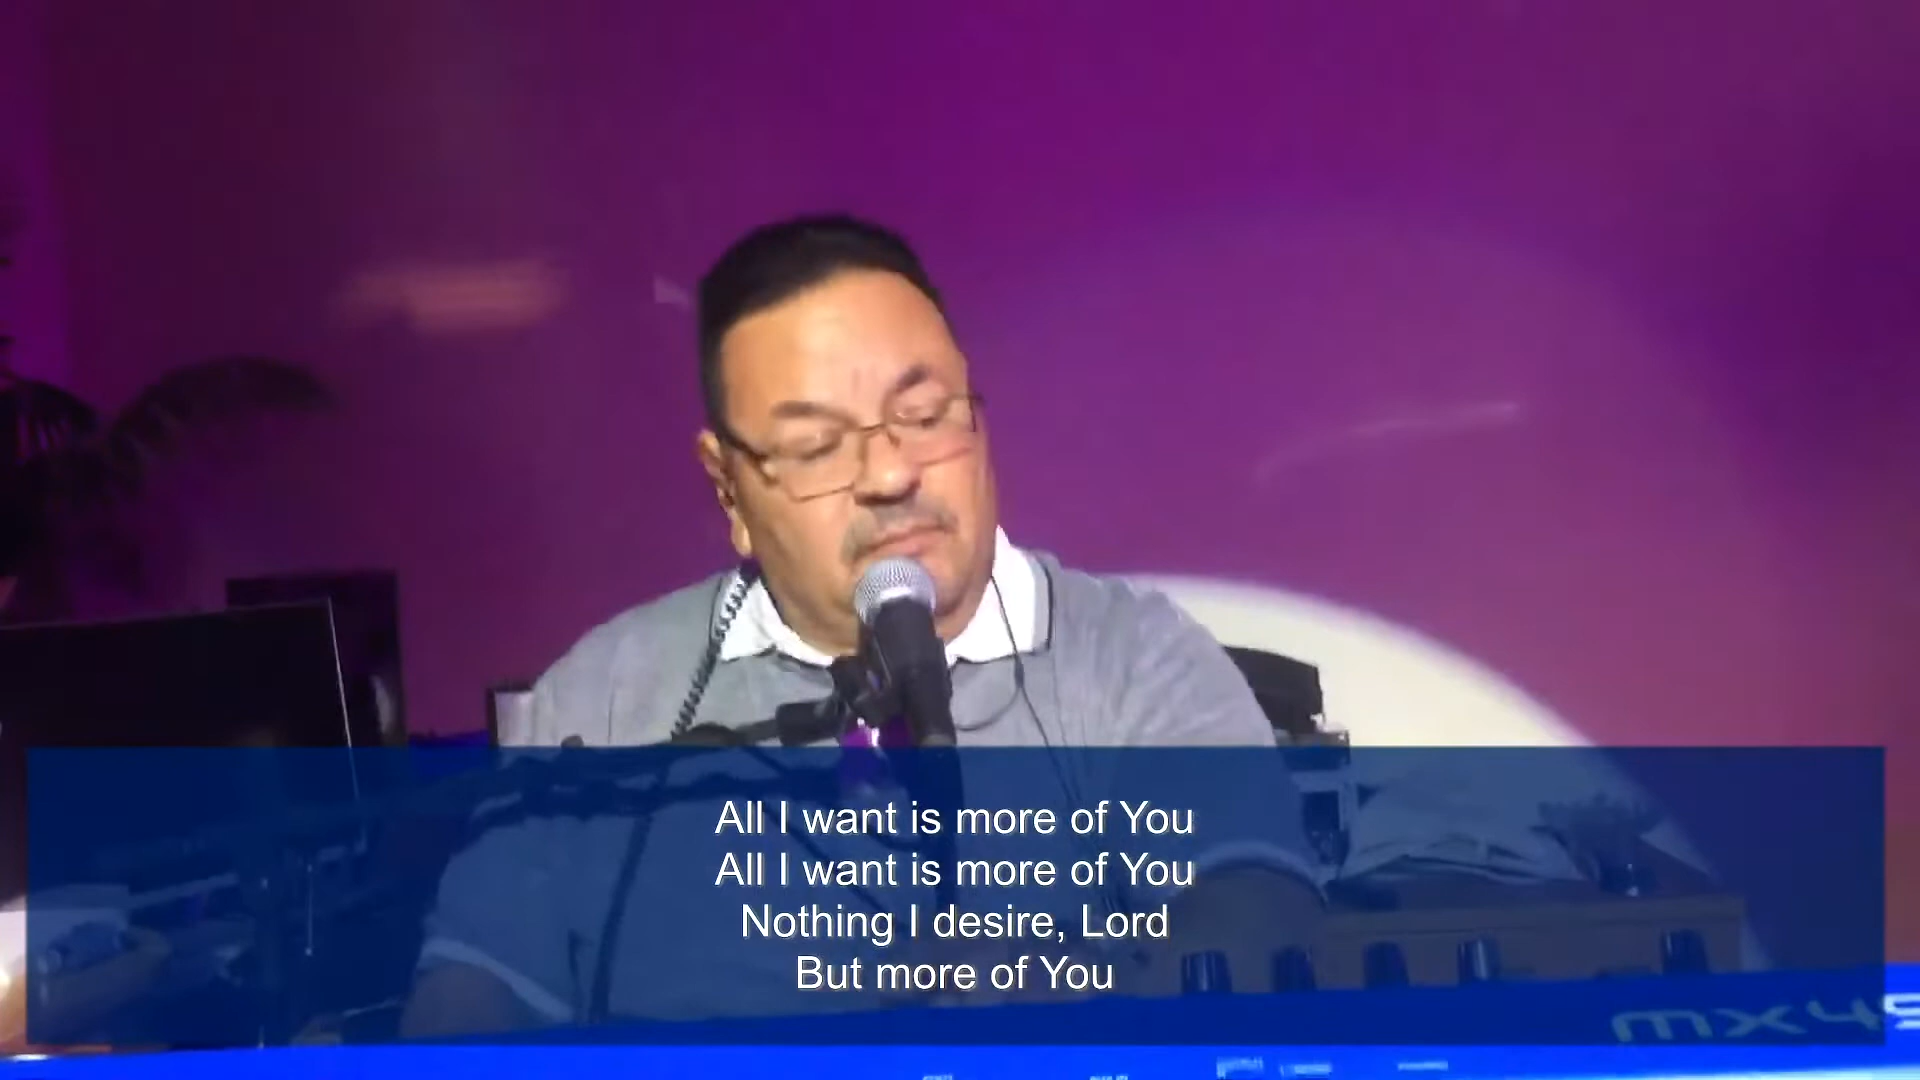 All I want is more of You
All I want is more of You
Nothing I desire, Lord
But more of You
mx49